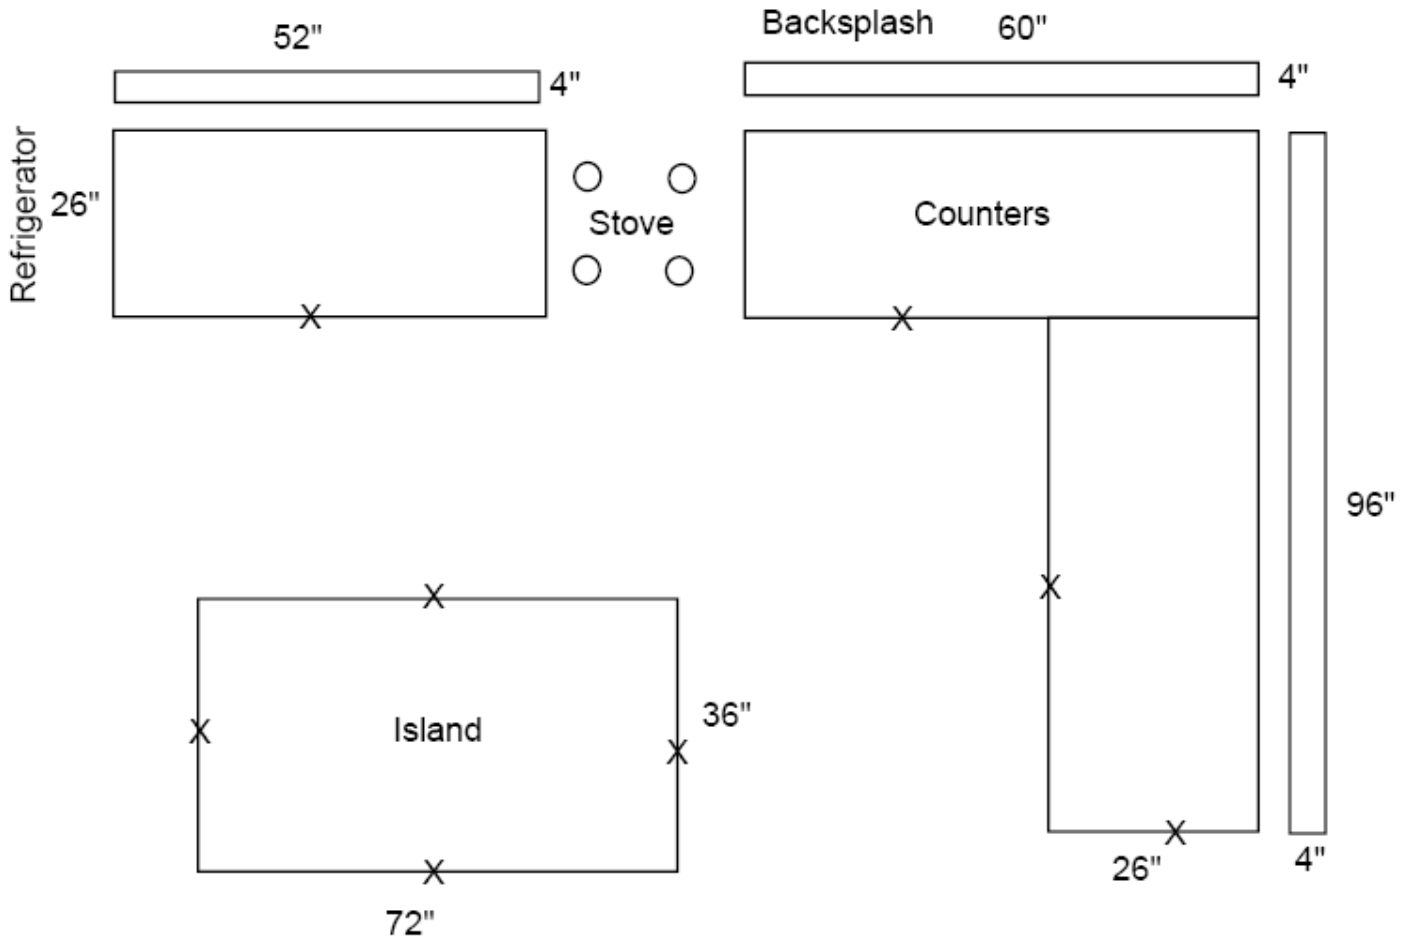 Backsplash 60"
52"
4"
4"
Refrigerator
26"
Stove
Counters
X
X
96"
X
X
X
Island
36"
X
X
X
26"
4"
72"